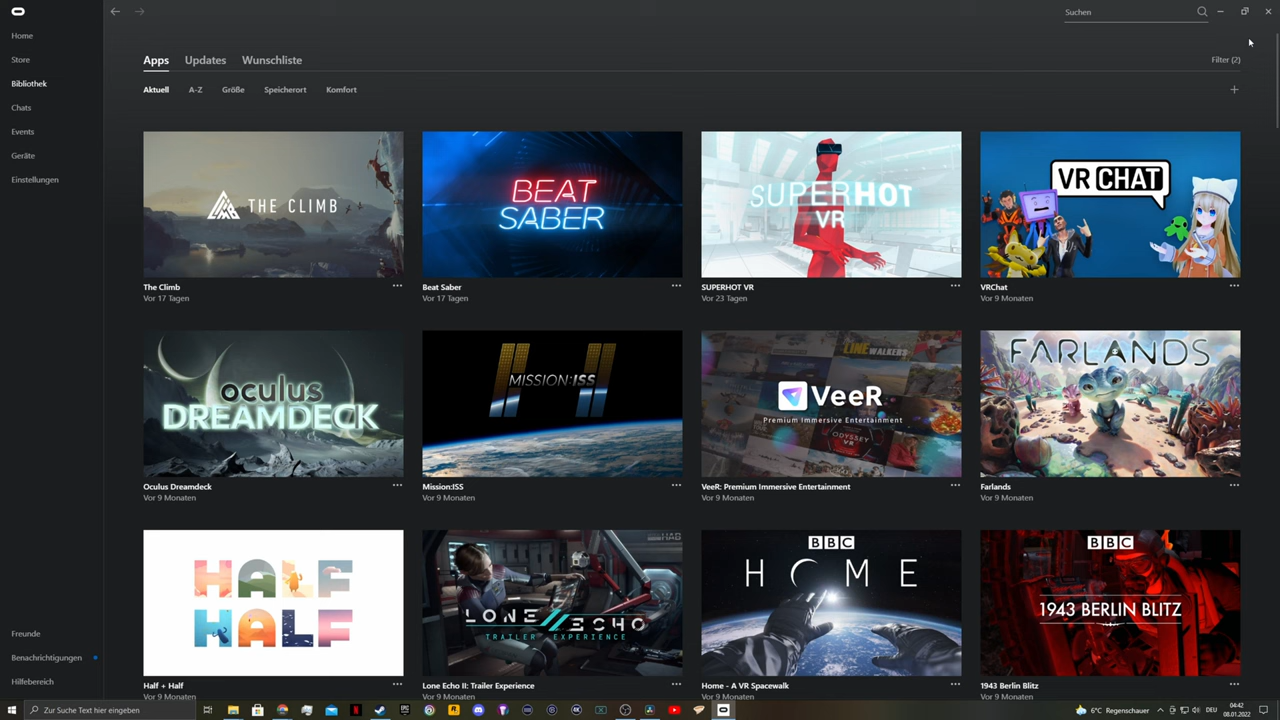 Suchen
Home
Store
Bibliothek
Chats
Events
Geräte
Einstellungen
Apps Updates Wunschliste Filter (2)
Aktuell A-Z Größe Speicherort Komfort
THE CLIMB
BEAT
SABER
SUPERHOT
VR
VRCHAT
The Climb
Vor 17 Tagen
Beat Saber
Vor 17 Tagen
SUPERHOT VR
Vor 23 Tagen
VRChat
Vor 9 Monaten
oculus
DREAMDECK
MISSION:ISS
LINE
WALKERS
VeeR
Premium Immersive Entertainment
ODYSSEY
VR
FARLANDS
Oculus Dreamdeck
Vor 9 Monaten
Mission:ISS
Vor 9 Monaten
VeeR: Premium Immersive Entertainment
Vor 9 Monaten
Farlands
Vor 9 Monaten
HALF
HALF
HAB
LONE ECHO
TRAILER EXPERIENCE
BBC
HOME
BBC
1943 BERLIN BLITZ
Half + Half
Vor 9 Monaten
Lone Echo II: Trailer Experience
Vor 9 Monaten
Home - A VR Spacewalk
Vor 9 Monaten
1943 Berlin Blitz
Vor 9 Monaten
Freunde
Benachrichtigungen
Hilfebereich
Zur Suche Text hier eingeben
6°C Regenschauer
DEU
04:42
08.01.2022